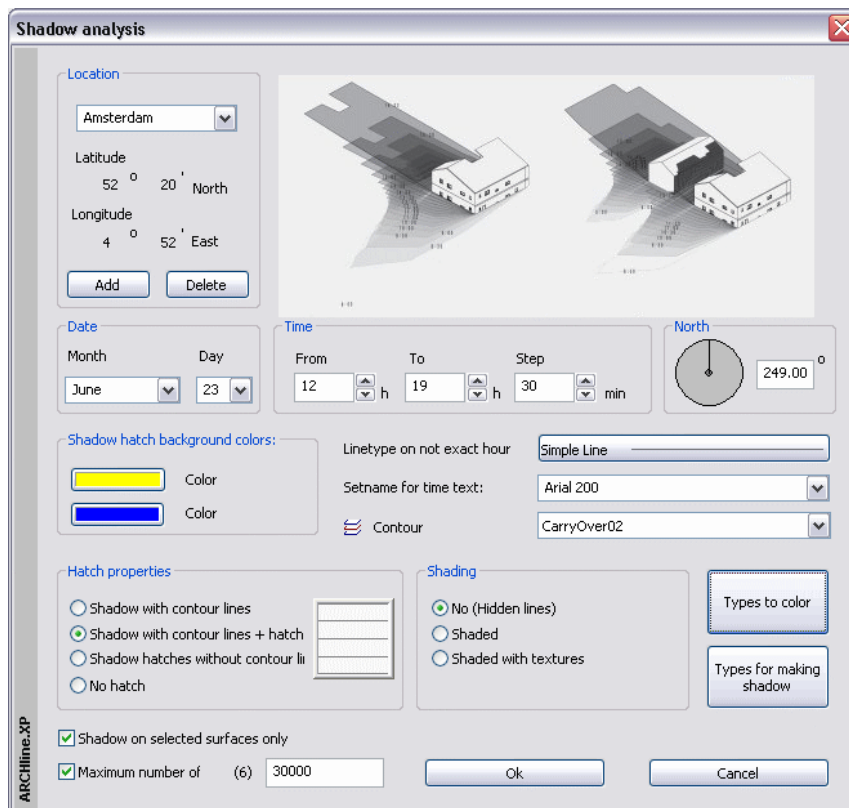 Shadow analysis
Location
Amsterdam
Latitude
52 o 20 ' North
Longitude
4 o 52 ' East
Add Delete
Date
Month Day
June 23
Time
From To Step
12 h 19 h 30 min
North
249.00 o
Shadow hatch background colors:
Color
Color
Linetype on not exact hour Simple Line
Setname for time text: Arial 200
Contour CarryOver02
Hatch properties
Shadow with contour lines
Shadow with contour lines + hatch
Shadow hatches without contour li
No hatch
Shading
No (Hidden lines)
Shaded
Shaded with textures
Types to color
Types for making
shadow
Shadow on selected surfaces only
Maximum number of (6) 30000
Ok Cancel
ARCHline.XP